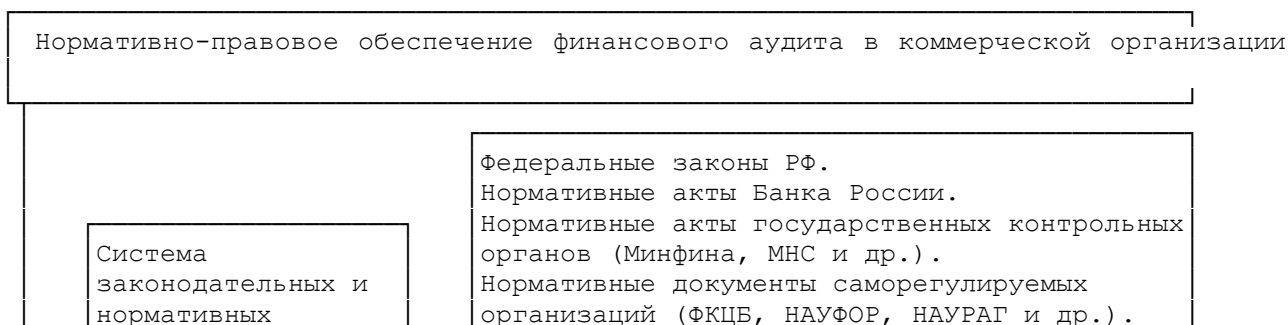 Нормативно-правовое обеспечение финансового аудита в коммерческой организации
Система
законодательных и
нормативных
Федеральные законы РФ.
Нормативные акты Банка России.
Нормативные акты государственных контрольных
органов (Минфина, МНС и др.).
Нормативные документы саморегулируемых
организаций (ФКЦБ, НАУФОР, НАУРАГ и др.).